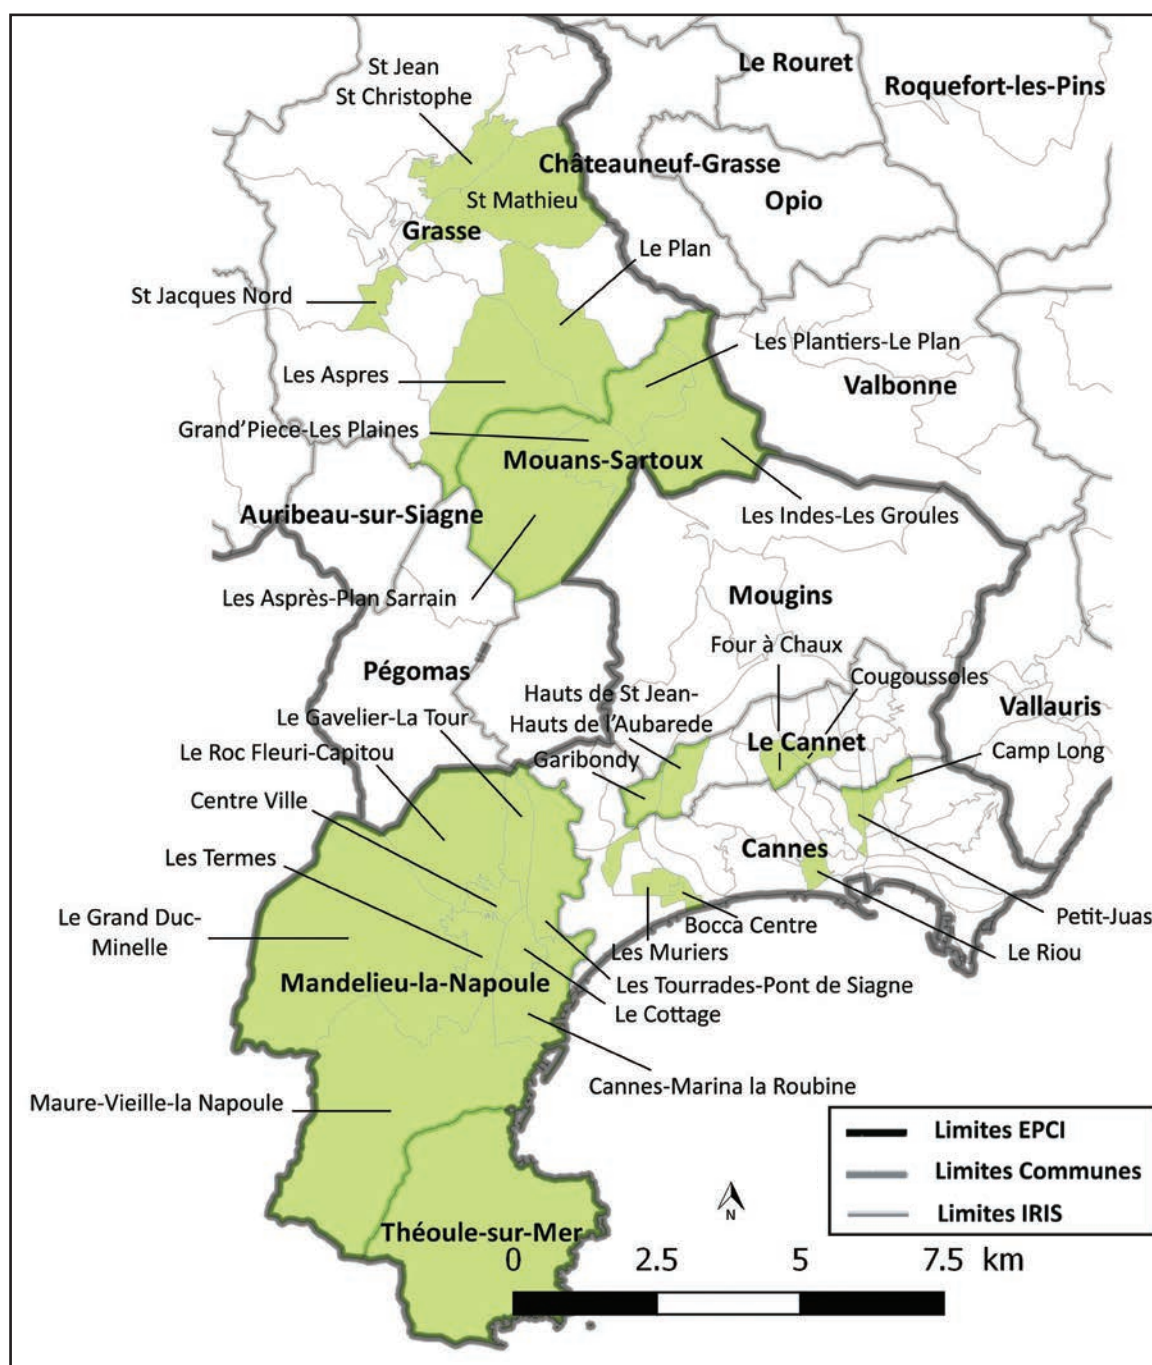 St Jean
St Christophe
Le Rouret
Roquefort-les-Pins
Châteauneuf-Grasse
St Mathieu
Opio
Grasse
Le Plan
St Jacques Nord
Les Plantiers-Le Plan
Les Aspres
Valbonne
Grand'Piece-Les Plaines
Mouans-Sartoux
Auribeau-sur-Siagne
Les Indes-Les Groules
Les Asprès-Plan Sarrain
Mougins
Four à Chaux
Pégomas
Cougoussoles
Hauts de St Jean-
Hauts de l'Aubarede
Le Gavelier-La Tour
Vallauris
Le Cannet
Le Roc Fleuri-Capitou
Garibondy
Camp Long
Centre Ville
Cannes
Les Termes
Le Grand Duc-
Minelle
Bocca Centre
Petit-Juas
Les Muriers
Le Riou
Mandelieu-la-Napoule
Les Tourrades-Pont de Siagne
Le Cottage
Cannes-Marina la Roubine
Maure-Vieille-la Napoule
Limites EPCI
Limites Communes
Limites IRIS
N
Théoule-sur-Mer
0 2.5 5 7.5 km